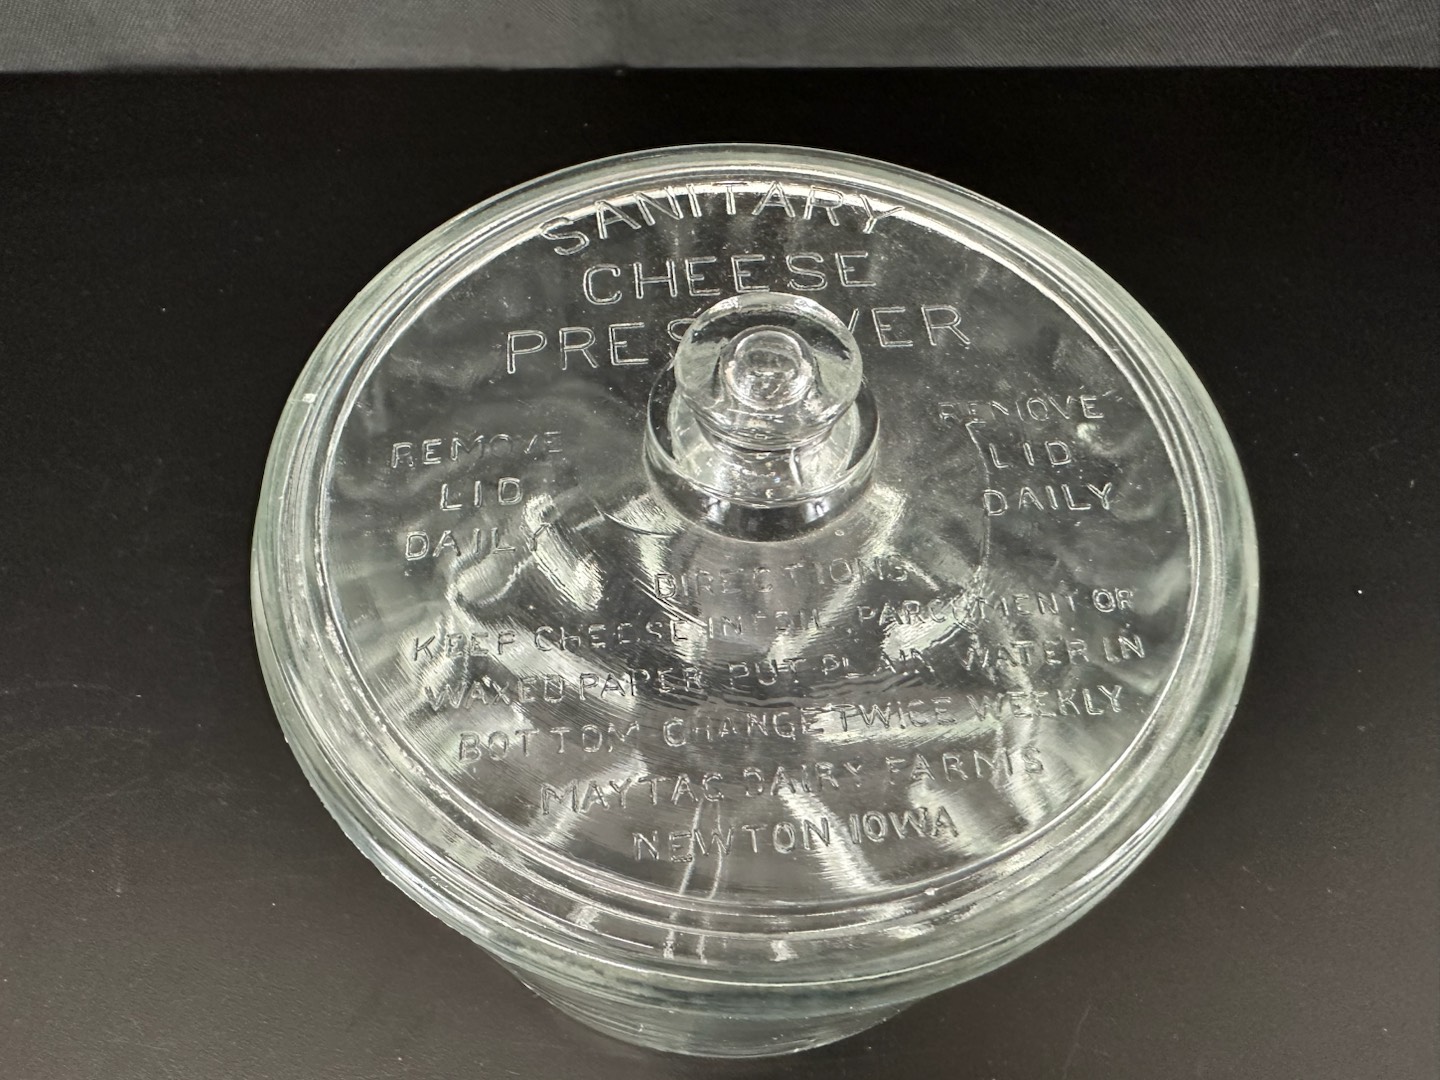 SANITARY
CHEESE
PRESERVER
REMOVE
LID
DAILY
REMOVE
LID
DAILY
DIRECTIONS
KEEP CHEESE IN FOIL PARCHMENT OR
WAXED PAPER PUT PLAIN WATER IN
BOTTOM CHANGE TWICE WEEKLY
MAYTAG DAIRY FARMS
NEWTON IOWA